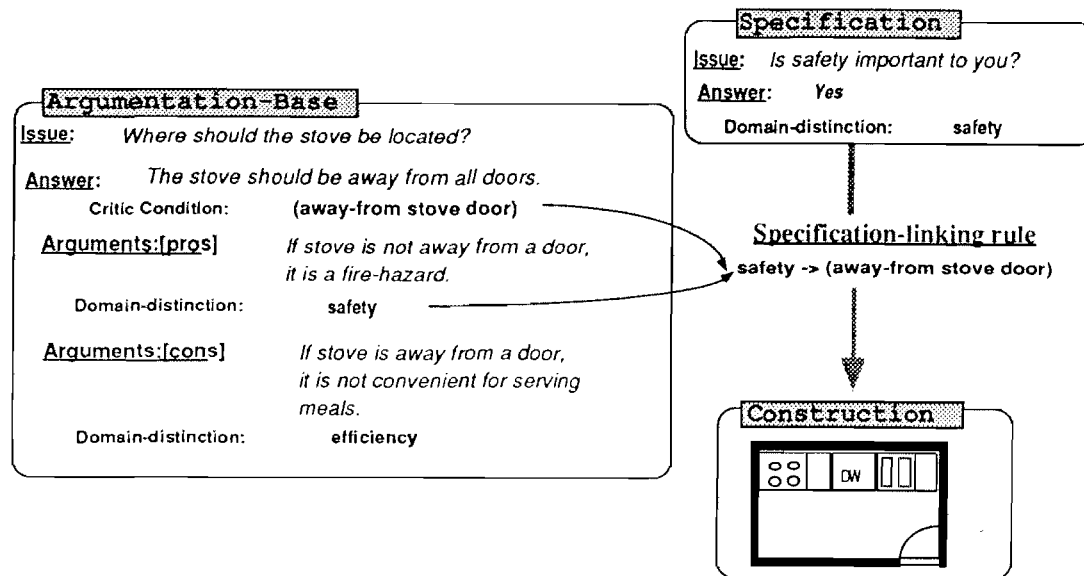 Argumentation-Base
Issue: Where should the stove be located?
Answer: The stove should be away from all doors.
Critic Condition: (away-from stove door)
Arguments:[pros] If stove is not away from a door,
it is a fire-hazard.
Domain-distinction: safety
Arguments:[cons] If stove is away from a door,
it is not convenient for serving
meals.
Domain-distinction: efficiency
Specification
Issue: Is safety important to you?
Answer: Yes
Domain-distinction: safety
Specification-linking rule
safety -> (away-from stove door)
Construction
DW